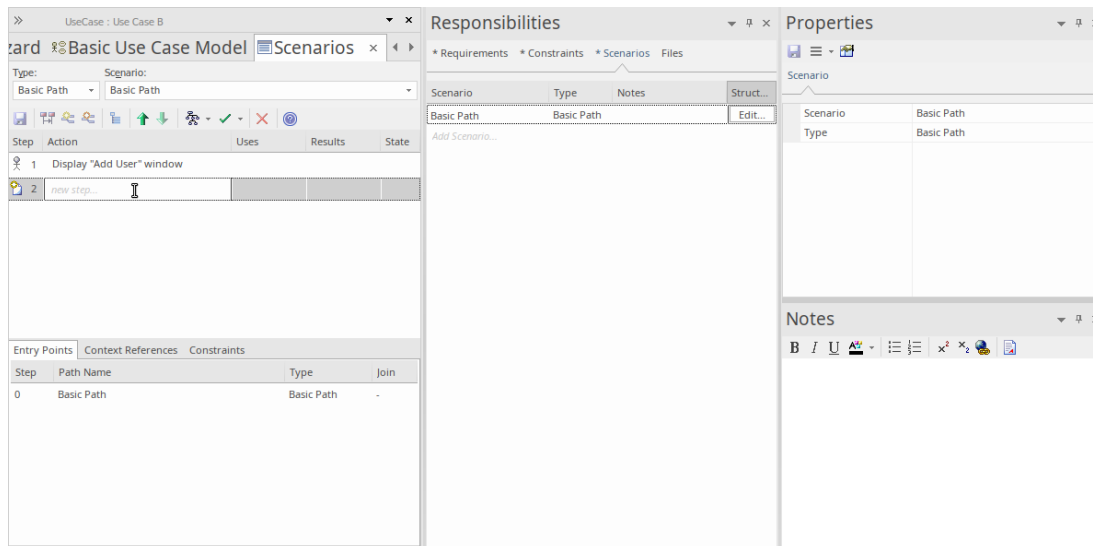 UseCase : Use Case B
zard Basic Use Case Model Scenarios
Type: Scenario:
Basic Path Basic Path
Step Action Uses Results State
1 Display "Add User" window
2 new step...
Entry Points Context References Constraints
Step Path Name Type Join
0 Basic Path Basic Path -
Responsibilities
* Requirements * Constraints * Scenarios Files
Scenario Type Notes Struct...
Basic Path Basic Path Edit...
Add Scenario...
Properties
Scenario
Scenario Basic Path
Type Basic Path
Notes
B I U A x² x₂